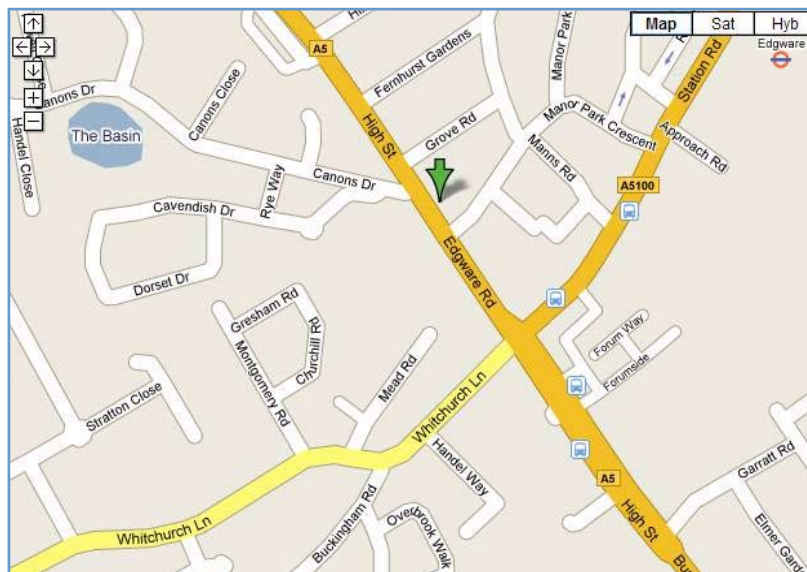 Map
Sat
Hyb
Edgware
A5
Fernhurst Gardens
Manor Park
Station Rd
Canons Dr
Canons Close
The Basin
Handel Close
High St
Grove Rd
Manor Park Crescent
Approach Rd
Manns Rd
A5100
Canons Dr
Rye Way
Cavendish Dr
Dorset Dr
Edgware Rd
Gresham Rd
Churchill Rd
Montgomery Rd
Mead Rd
Forum Way
Forumside
Stratton Close
Whitchurch Ln
Handel Way
Garratt Rd
A5
High St
Whitchurch Ln
Buckingham Rd
Overbrook Walk
Elmer Garde